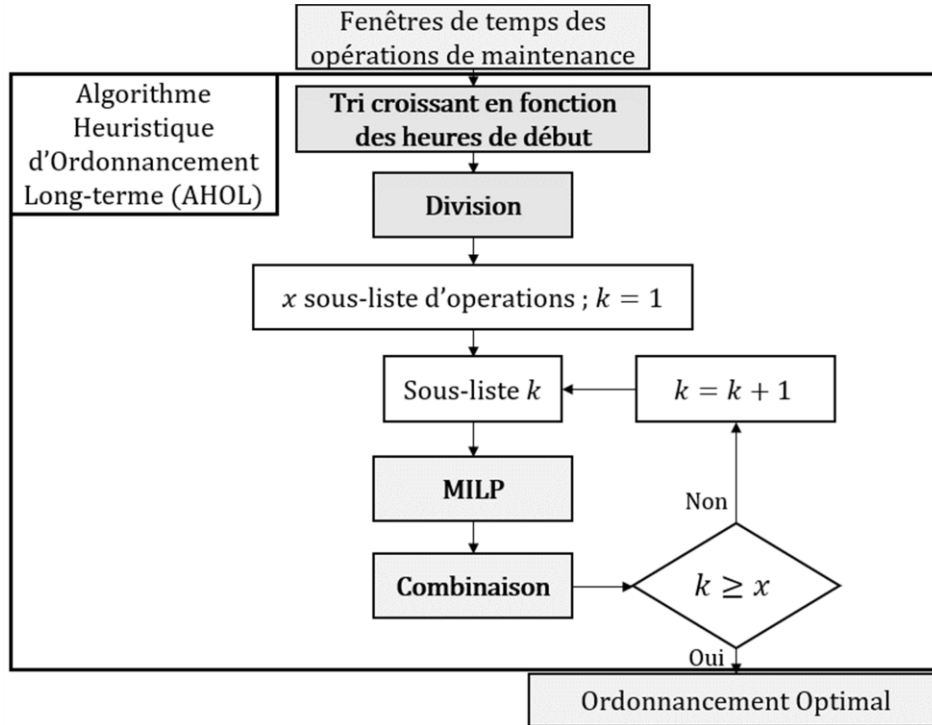 Fenêtres de temps des
opérations de maintenance
Algorithme
Heuristique
d'Ordonnancement
Long-terme (AHOL)
Tri croissant en fonction
des heures de début
Division
x sous-liste d'operations ; k = 1
Sous-liste k
k = k + 1
MILP
Non
Combinaison
k ≥ x
Oui
Ordonnancement Optimal